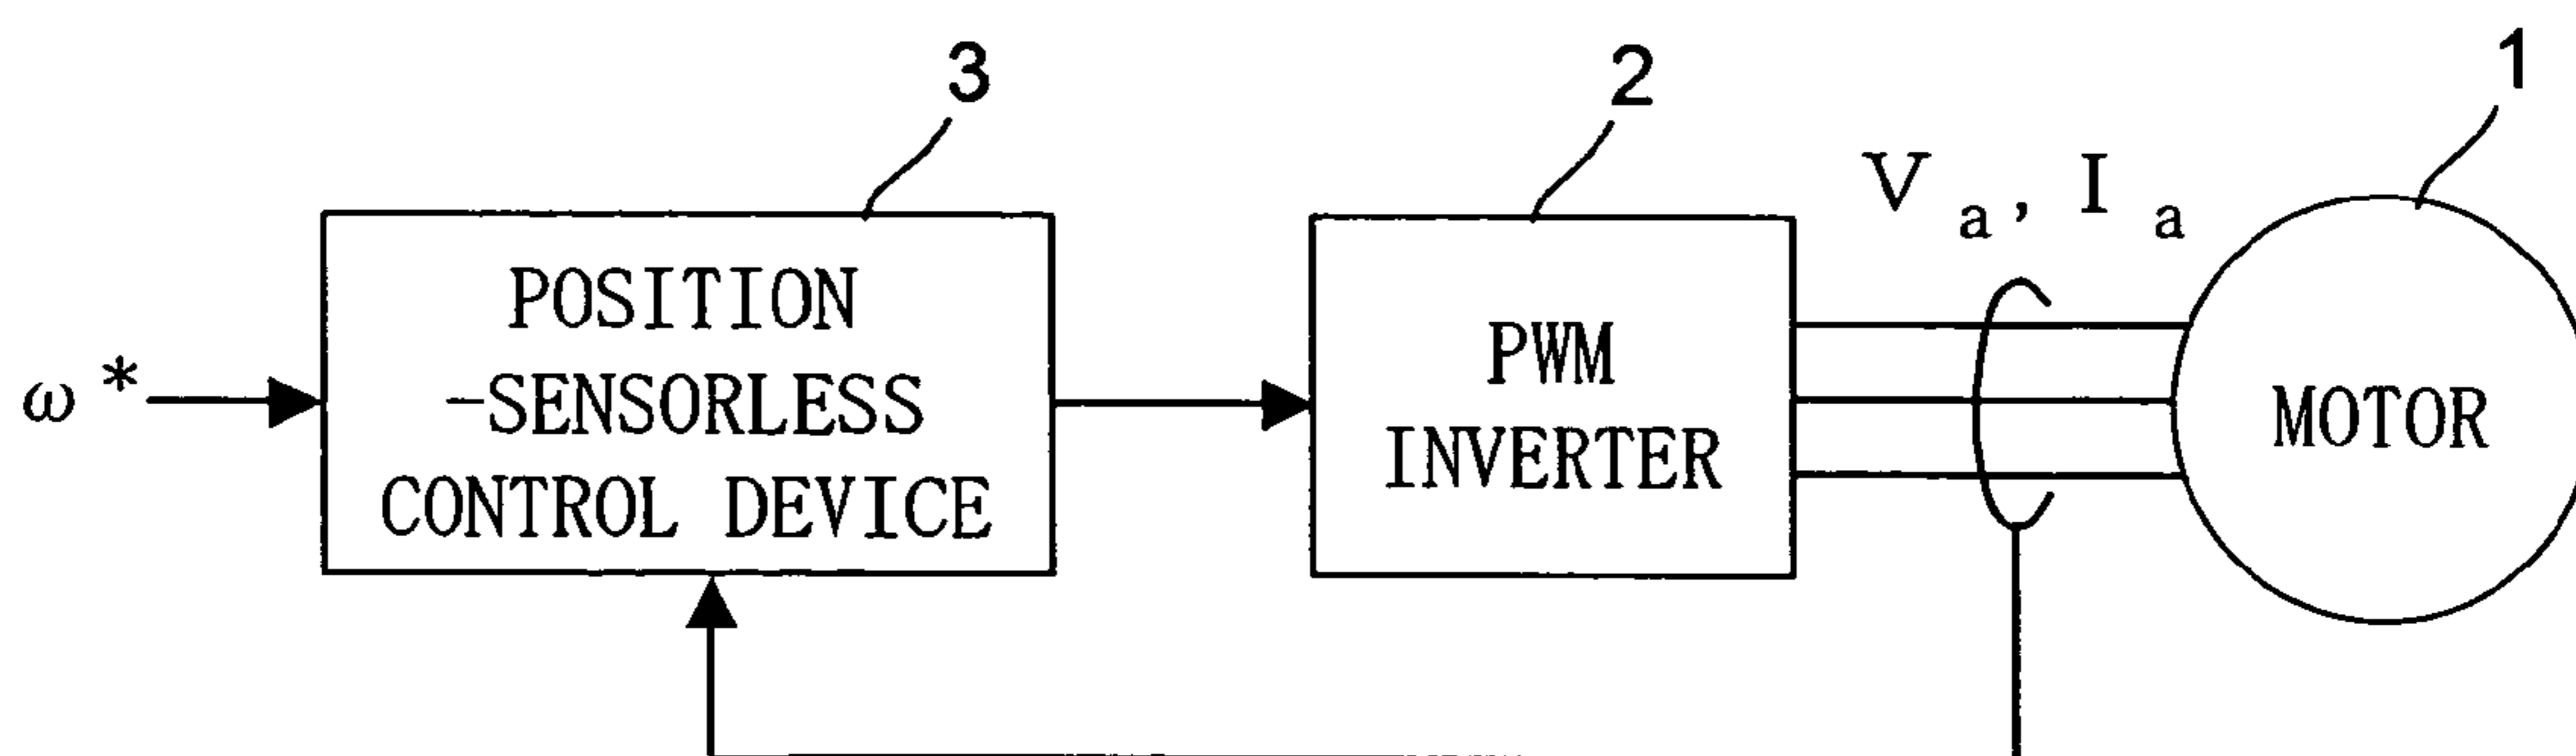 3
2
1
V a, I a
POSITION
-SENSORLESS
CONTROL DEVICE
PWM
INVERTER
MOTOR
ω*